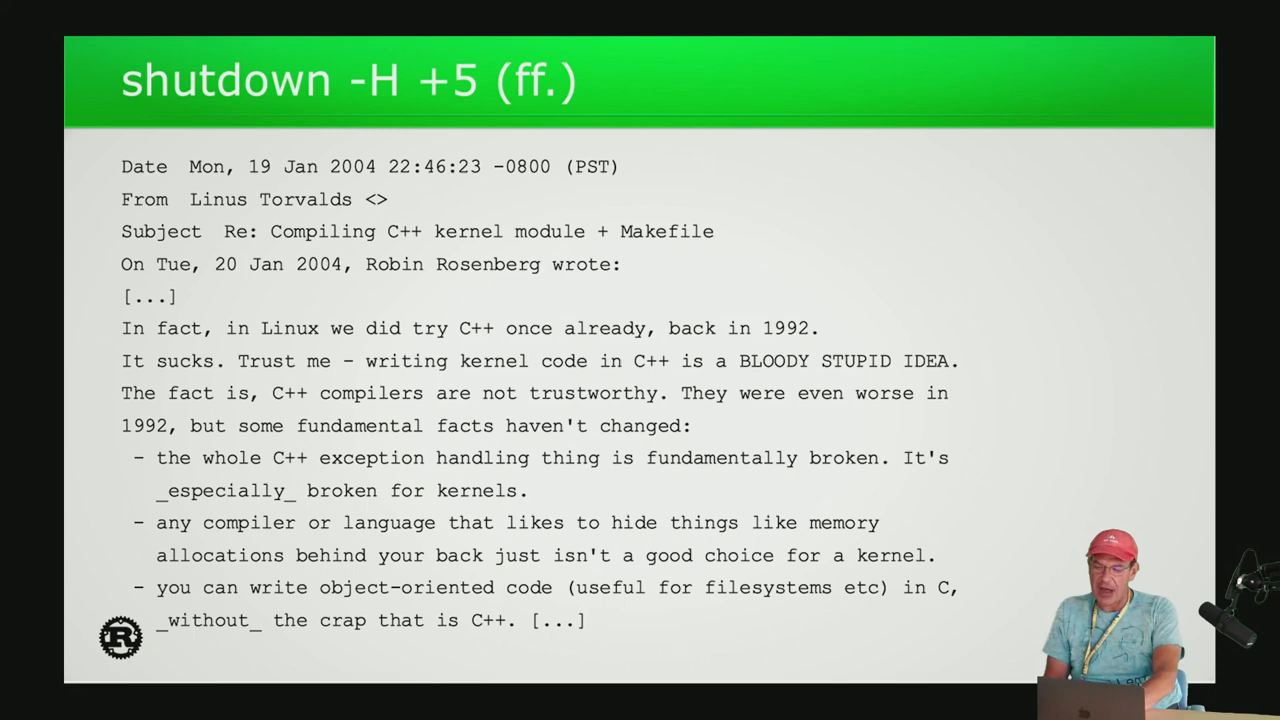 shutdown -H +5 (ff.)
Date  Mon, 19 Jan 2004 22:46:23 -0800 (PST)
From  Linus Torvalds <>
Subject  Re: Compiling C++ kernel module + Makefile
On Tue, 20 Jan 2004, Robin Rosenberg wrote:
[...]
In fact, in Linux we did try C++ once already, back in 1992.
It sucks. Trust me – writing kernel code in C++ is a BLOODY STUPID IDEA.
The fact is, C++ compilers are not trustworthy. They were even worse in
1992, but some fundamental facts haven't changed:
– the whole C++ exception handling thing is fundamentally broken. It's
_especially_ broken for kernels.
– any compiler or language that likes to hide things like memory
allocations behind your back just isn't a good choice for a kernel.
– you can write object-oriented code (useful for filesystems etc) in C,
_without_ the crap that is C++. [...]
R